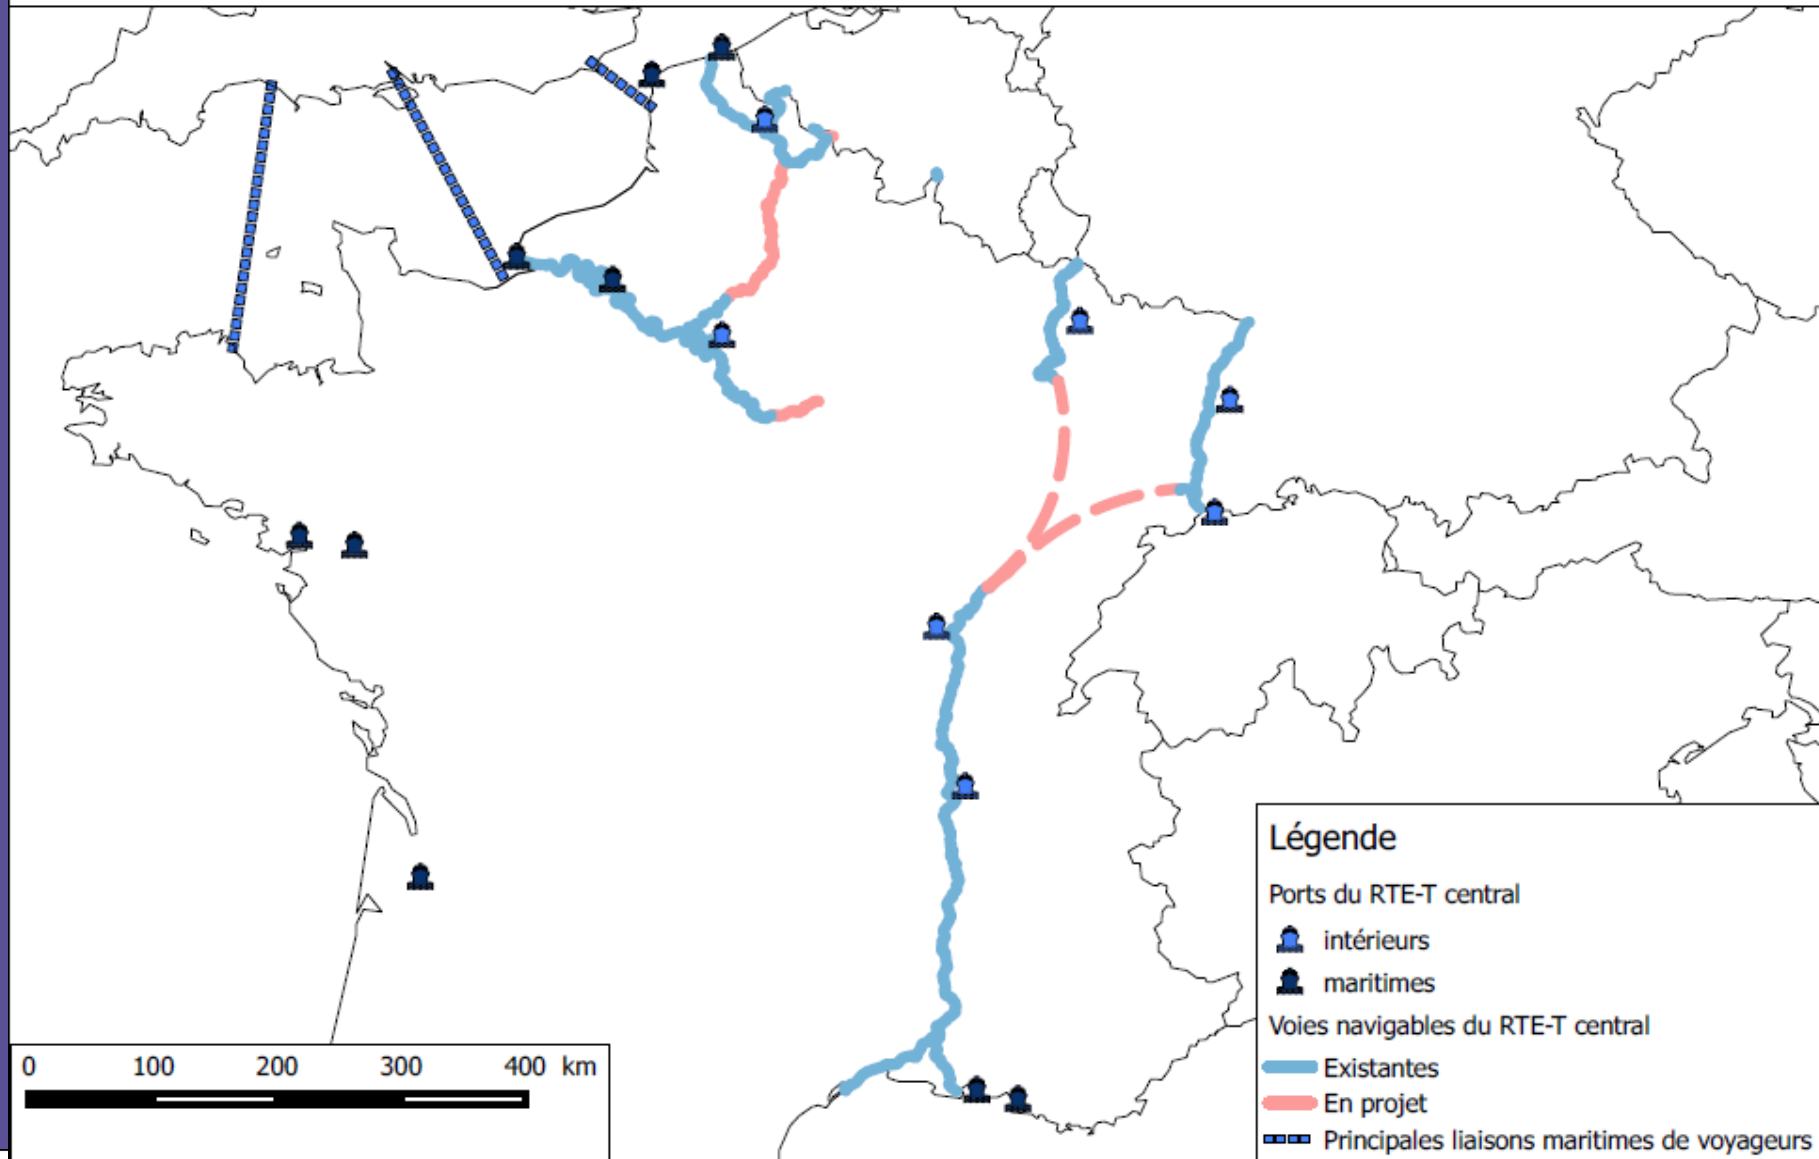 Légende
Ports du RTE-T central
intérieurs
maritimes
Voies navigables du RTE-T central
Existantes
En projet
Principales liaisons maritimes de voyageurs
0 100 200 300 400 km